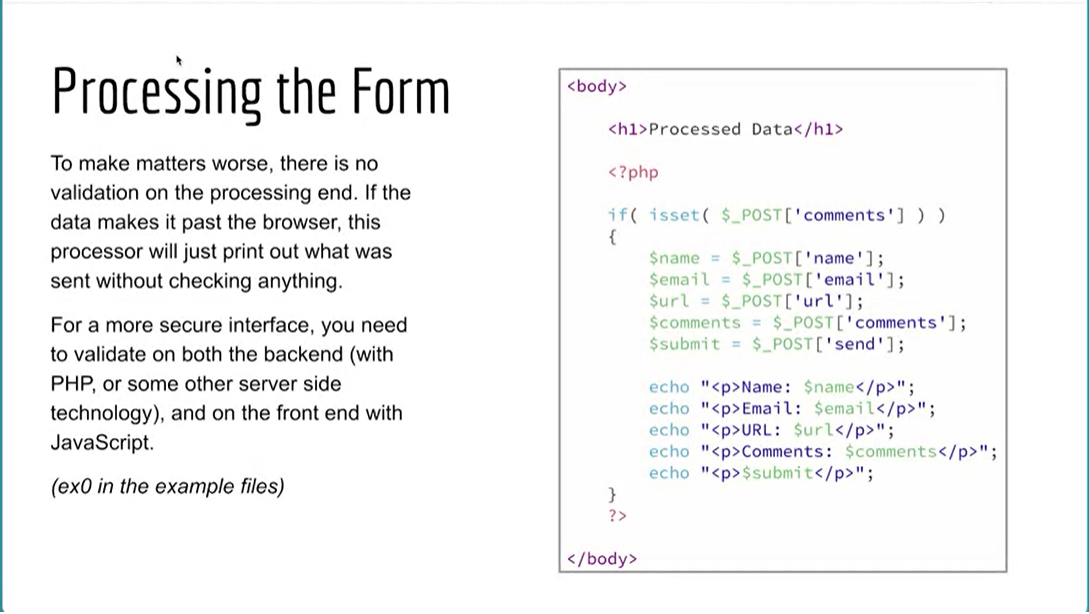 Processing the Form
To make matters worse, there is no
validation on the processing end. If the
data makes it past the browser, this
processor will just print out what was
sent without checking anything.
For a more secure interface, you need
to validate on both the backend (with
PHP, or some other server side
technology), and on the front end with
JavaScript.
(ex0 in the example files)
<body>
<h1>Processed Data</h1>
<?php
if( isset( $_POST['comments'] ) )
{
$name = $_POST['name'];
$email = $_POST['email'];
$url = $_POST['url'];
$comments = $_POST['comments'];
$submit = $_POST['send'];
echo "<p>Name: $name</p>";
echo "<p>Email: $email</p>";
echo "<p>URL: $url</p>";
echo "<p>Comments: $comments</p>";
echo "<p>$submit</p>";
}
?>
</body>